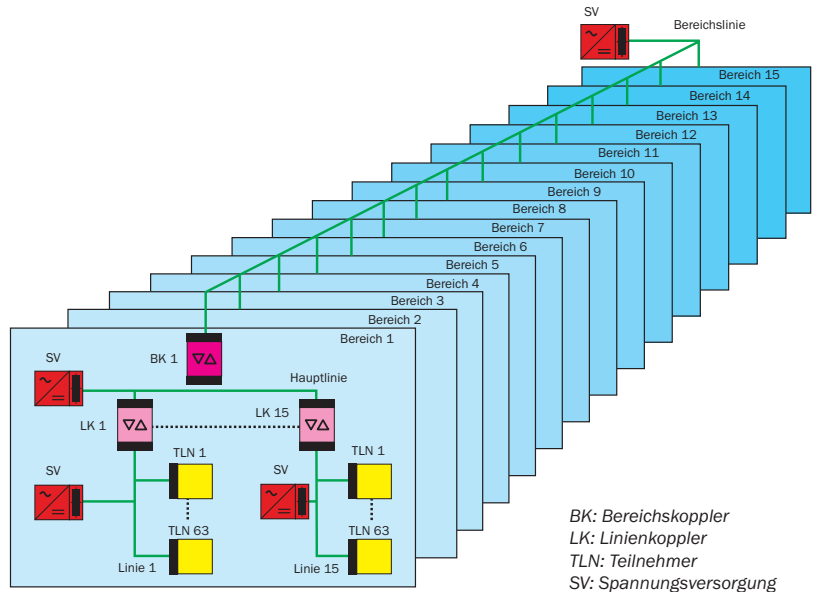 SV
Bereichslinie
Bereich 15
Bereich 14
Bereich 13
Bereich 12
Bereich 11
Bereich 10
Bereich 9
Bereich 8
Bereich 7
Bereich 6
Bereich 5
Bereich 4
Bereich 3
Bereich 2
Bereich 1
BK 1
SV
Hauptlinie
LK 1
LK 15
TLN 1
TLN 1
SV
SV
TLN 63
TLN 63
Linie 1
Linie 15
BK: Bereichskoppler
LK: Linienkoppler
TLN: Teilnehmer
SV: Spannungsversorgung